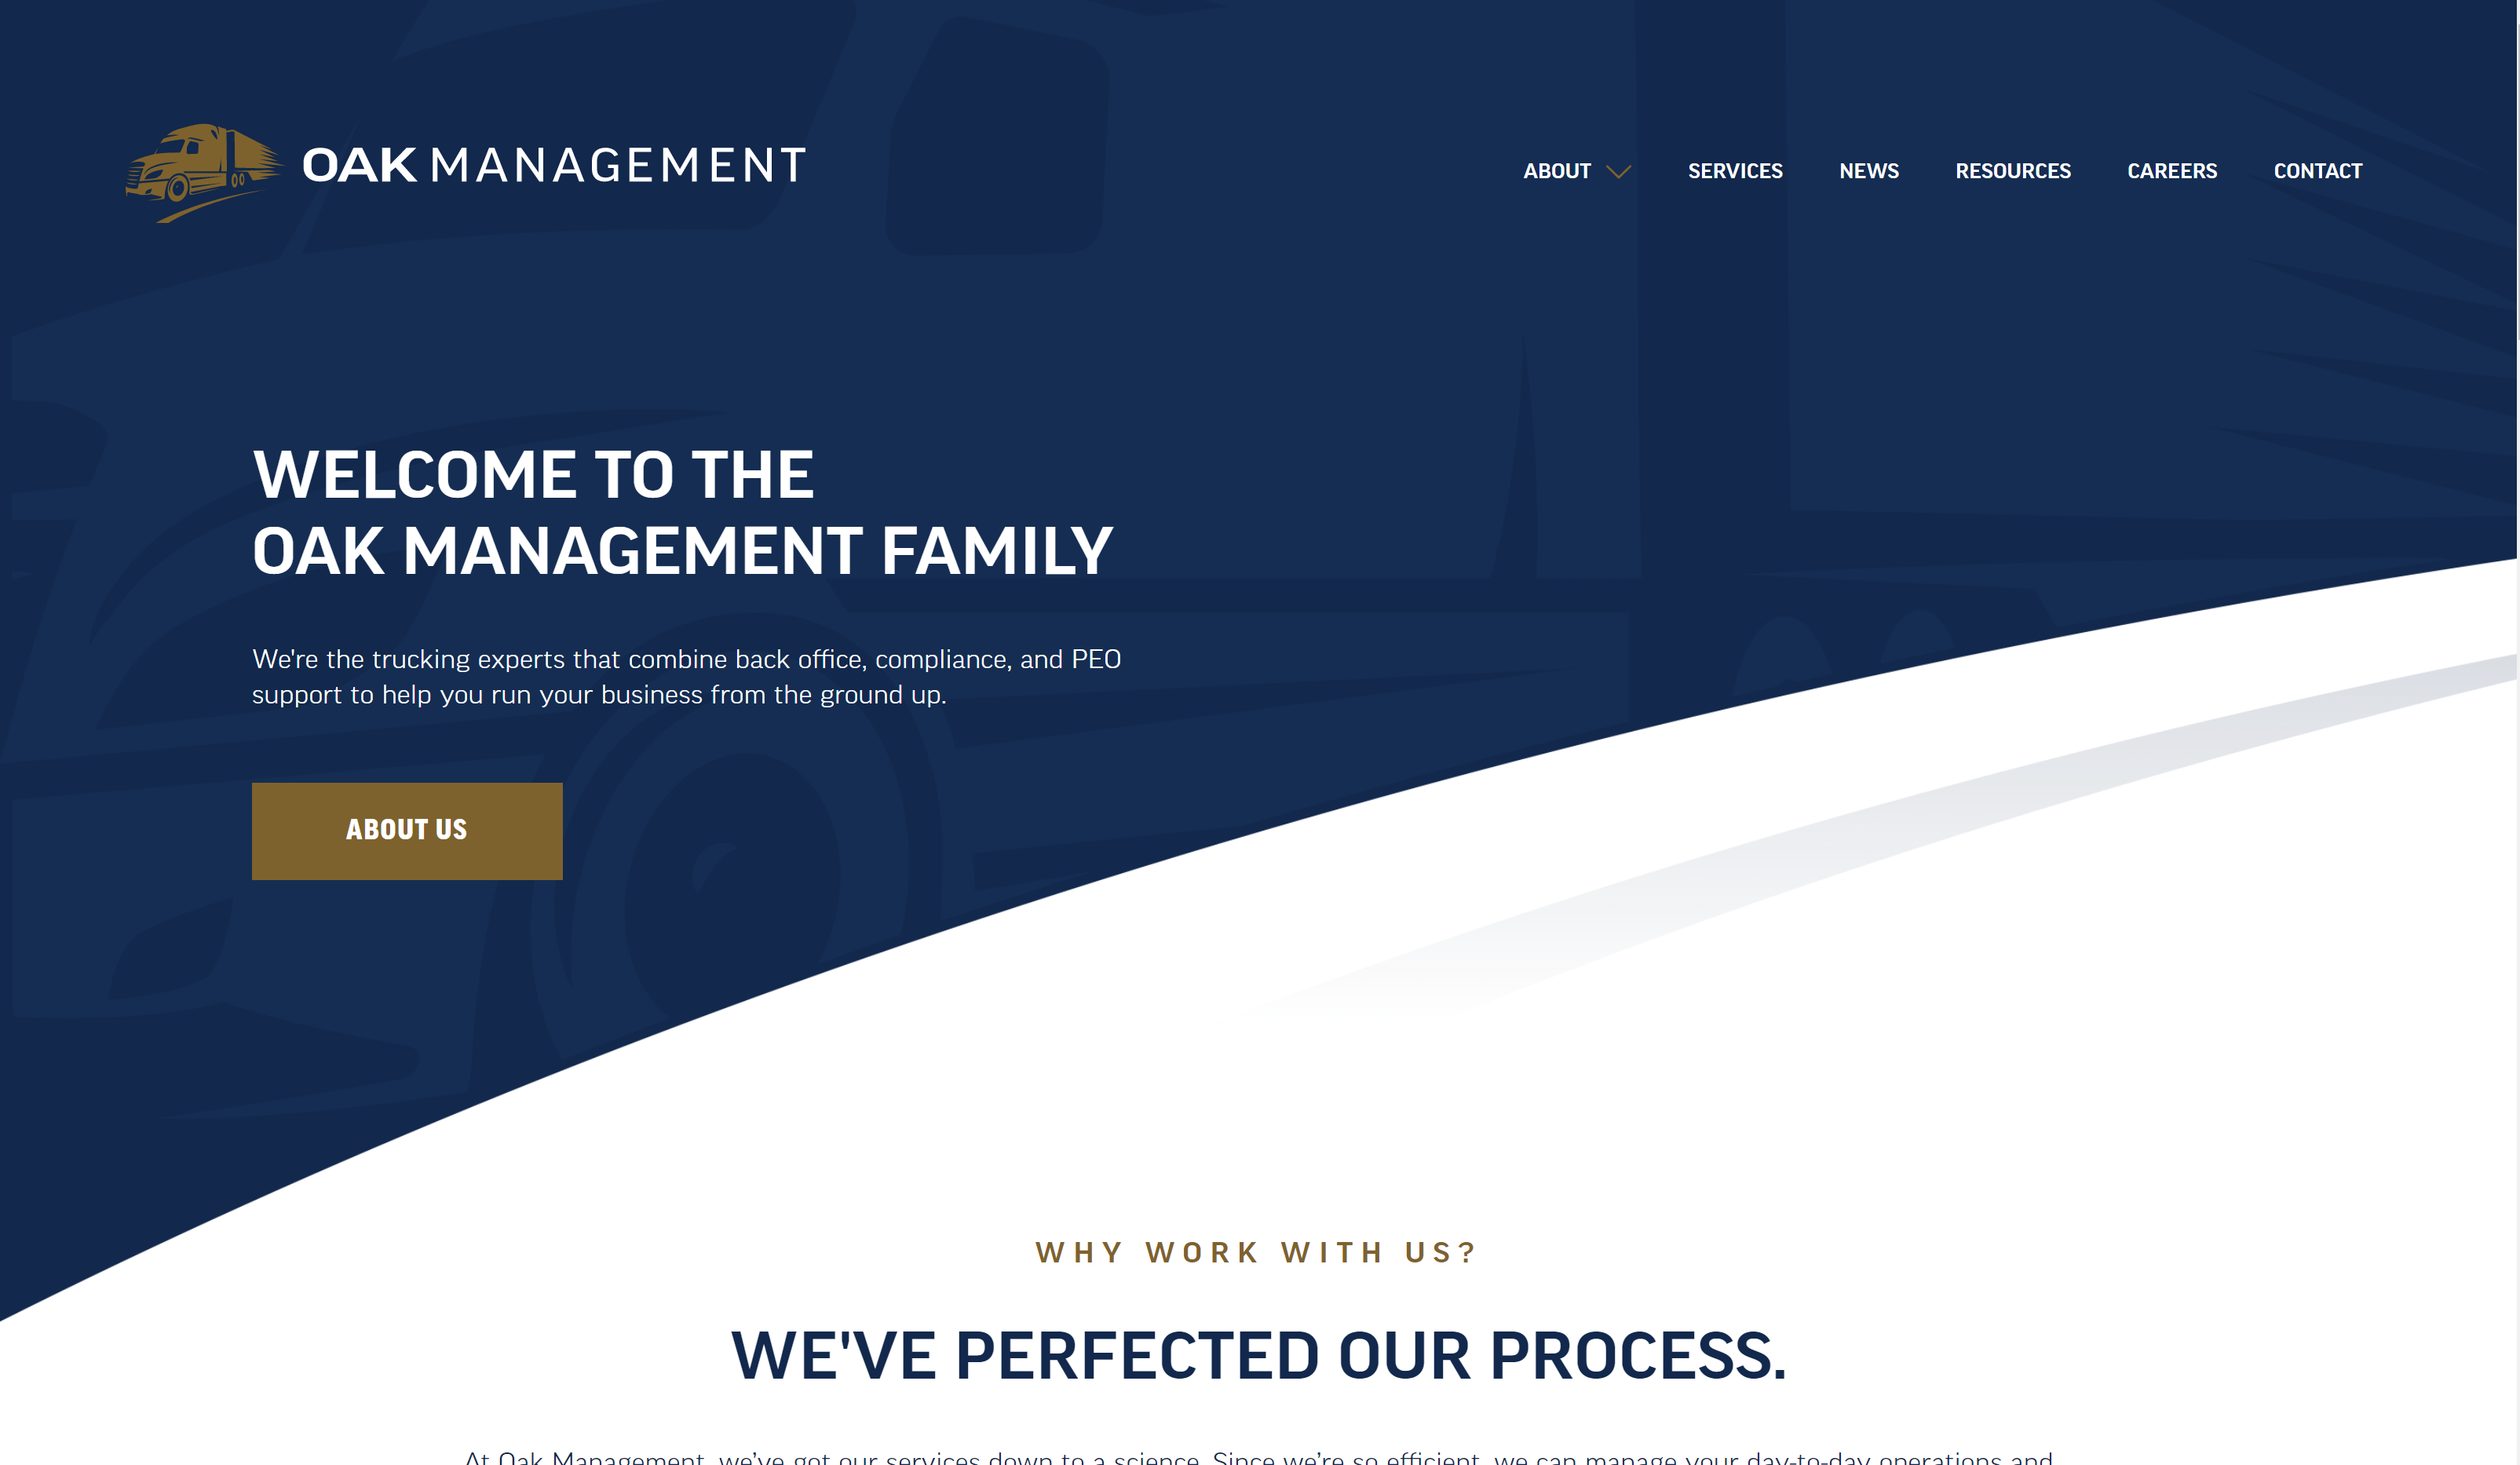 OAK MANAGEMENT
ABOUT
SERVICES
NEWS
RESOURCES
CAREERS
CONTACT
WELCOME TO THE
OAK MANAGEMENT FAMILY
We're the trucking experts that combine back office, compliance, and PEO
support to help you run your business from the ground up.
ABOUT US
WHY WORK WITH US?
WE'VE PERFECTED OUR PROCESS.
At Oak Management, we’ve got our services down to a science. Since we’re so efficient, we can manage your day-to-day operations and